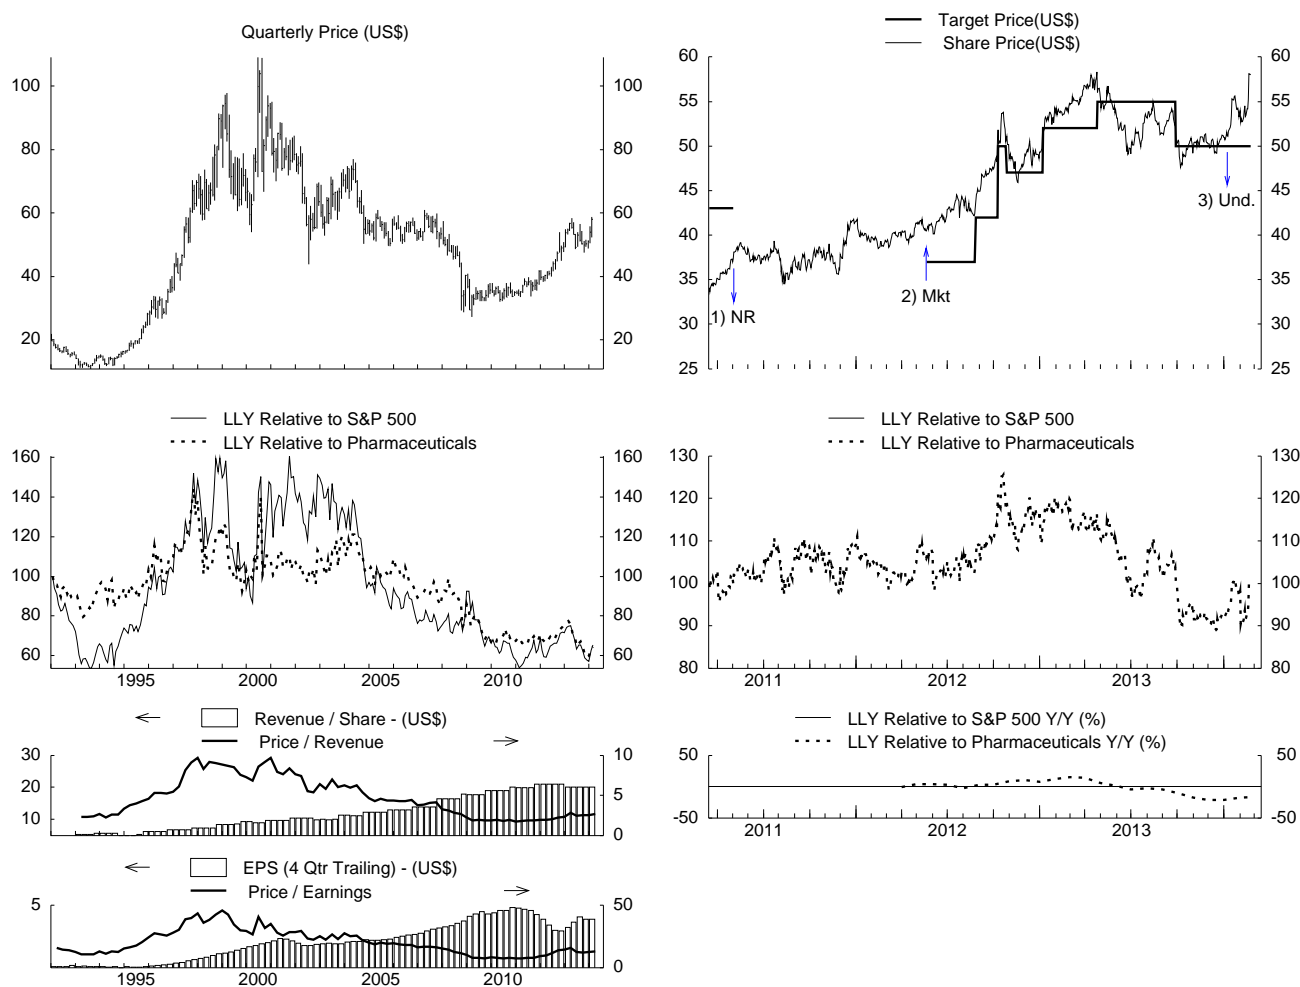 Quarterly Price (US$)
100 100
80 80
60 60
40 40
20 20
Target Price(US$)
Share Price(US$)
60 60
55 55
50 50
45 45
40 40
35 35
30 30
25 25
1) NR
2) Mkt
3) Und.
LLY Relative to S&P 500
LLY Relative to Pharmaceuticals
160 160
140 140
120 120
100 100
80 80
60 60
1995 2000 2005 2010
LLY Relative to S&P 500
LLY Relative to Pharmaceuticals
130 130
120 120
110 110
100 100
90 90
80 80
2011 2012 2013
Revenue / Share - (US$)
Price / Revenue
30 10
20 5
10 0
LLY Relative to S&P 500 Y/Y (%)
LLY Relative to Pharmaceuticals Y/Y (%)
50 50
-50 -50
2011 2012 2013
EPS (4 Qtr Trailing) - (US$)
Price / Earnings
5 50
0
1995 2000 2005 2010